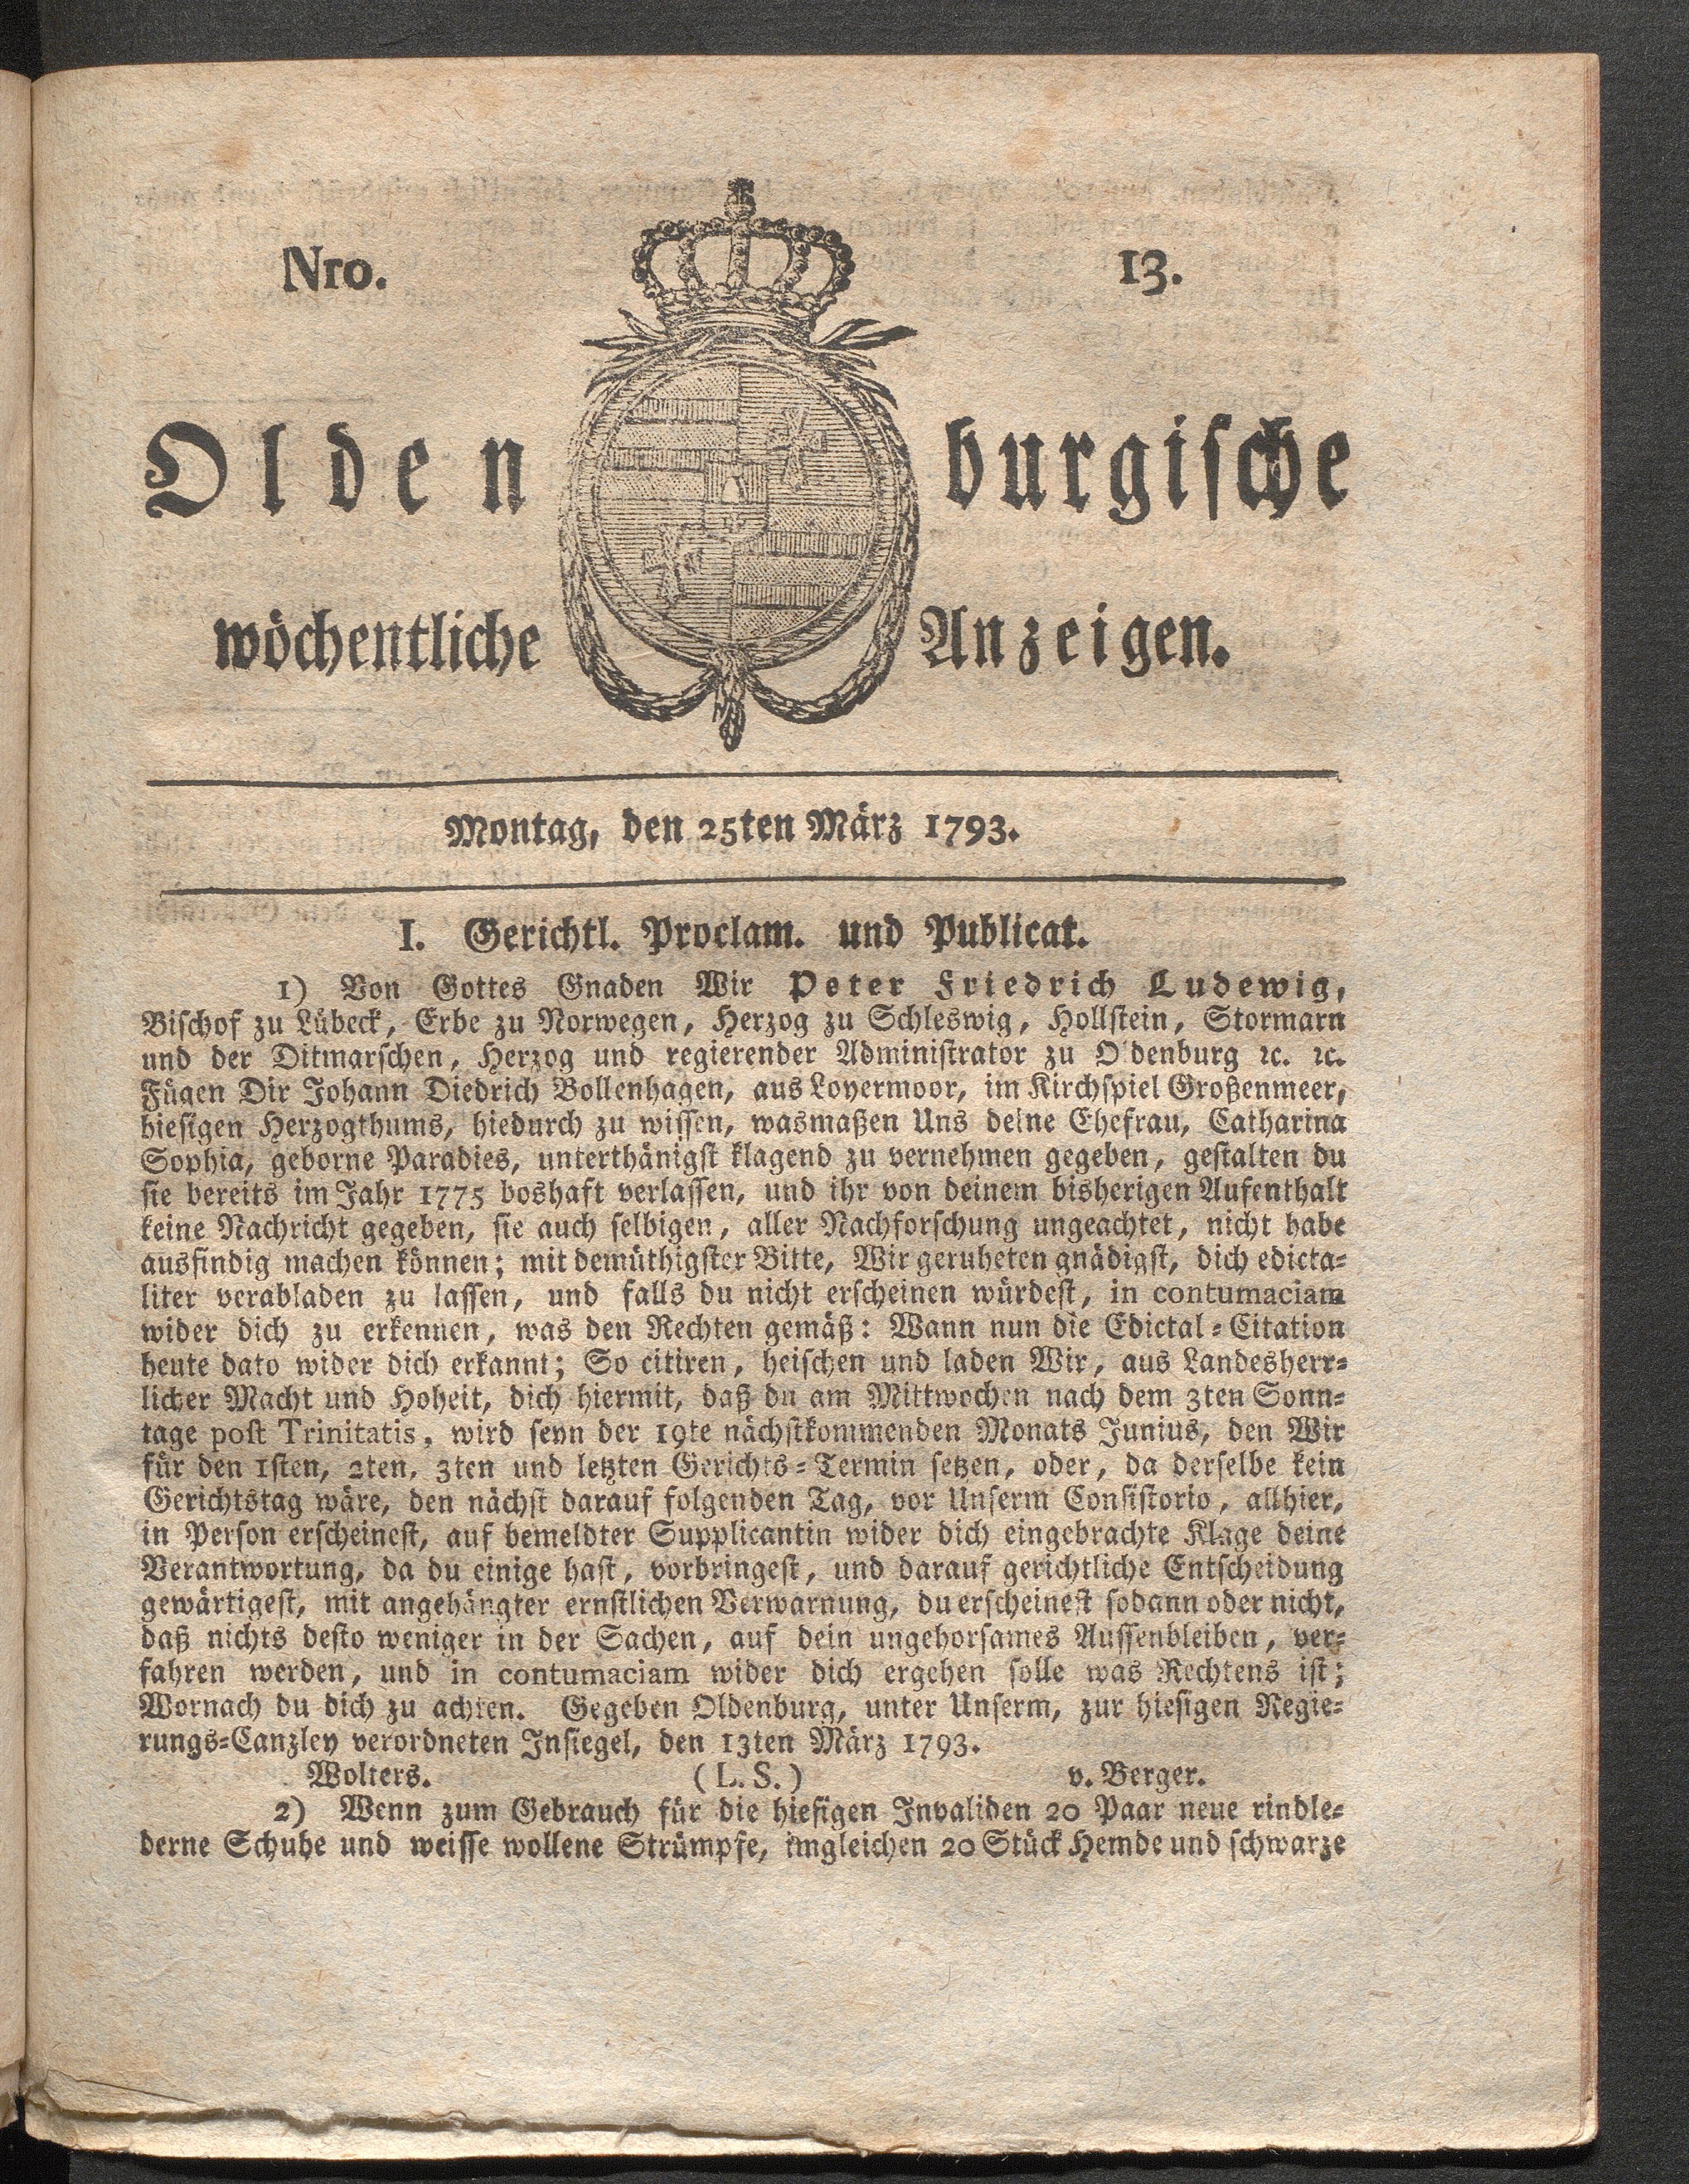 Nro. 13.
Oldenburgische
wöchentliche Anzeigen.
Montag, den 25ten März 1793.
I. Gerichtl. Proclam. und Publicat.
1) Von Gottes Gnaden Wir Peter Friedrich Ludewig,
Bischof zu Lübeck, Erbe zu Norwegen, Herzog zu Schleswig, Hollstein, Stormarn
und der Ditmarschen, Herzog und regierender Administrator zu Oldenburg ꝛc. ꝛc.
Fügen Dir Johann Diedrich Bollenhagen, aus Loyermoor, im Kirchspiel Großenmeer,
hiesigen Herzogthums, hiedurch zu wissen, wasmaßen Uns deine Ehefrau, Catharina
Sophia, geborne Paradies, unterthänigst klagend zu vernehmen gegeben, gestalten du
sie bereits im Jahr 1775 boshaft verlassen, und ihr von deinem bisherigen Aufenthalt
keine Nachricht gegeben, sie auch selbigen, aller Nachforschung ungeachtet, nicht habe
ausfindig machen können; mit demüthigster Bitte, Wir geruheten gnädigst, dich edicta-
liter verabladen zu lassen, und falls du nicht erscheinen würdest, in contumaciam
wider dich zu erkennen, was den Rechten gemäß: Wann nun die Edictal-Citation
heute dato wider dich erkannt; So citiren, heischen und laden Wir, aus Landesherr-
licher Macht und Hoheit, dich hiermit, daß du am Mittwochen nach dem 3ten Sonn-
tage post Trinitatis, wird seyn der 19te nächstkommenden Monats Junius, den Wir
für den 1sten, 2ten, 3ten und letzten Gerichts-Termin setzen, oder, da derselbe kein
Gerichtstag wäre, den nächst darauf folgenden Tag, vor Unserm Consistorio, allhier,
in Person erscheinest, auf bemeldter Supplicantin wider dich eingebrachte Klage deine
Verantwortung, da du einige hast, vorbringest, und darauf gerichtliche Entscheidung
gewärtigest, mit angehängter ernstlichen Verwarnung, du erscheinest sodann oder nicht,
daß nichts desto weniger in der Sachen, auf dein ungehorsames Aussenbleiben, ver-
fahren werden, und in contumaciam wider dich ergehen solle was Rechtens ist;
Wornach du dich zu achten. Gegeben Oldenburg, unter Unserm, zur hiesigen Regie-
rungs-Canzley verordneten Insiegel, den 13ten März 1793.
Wolters. (L. S.) v. Berger.
2) Wenn zum Gebrauch für die hiesigen Invaliden 20 Paar neue rindle-
derne Schuhe und weisse wollene Strümpfe, imgleichen 20 Stück Hemde und schwarze